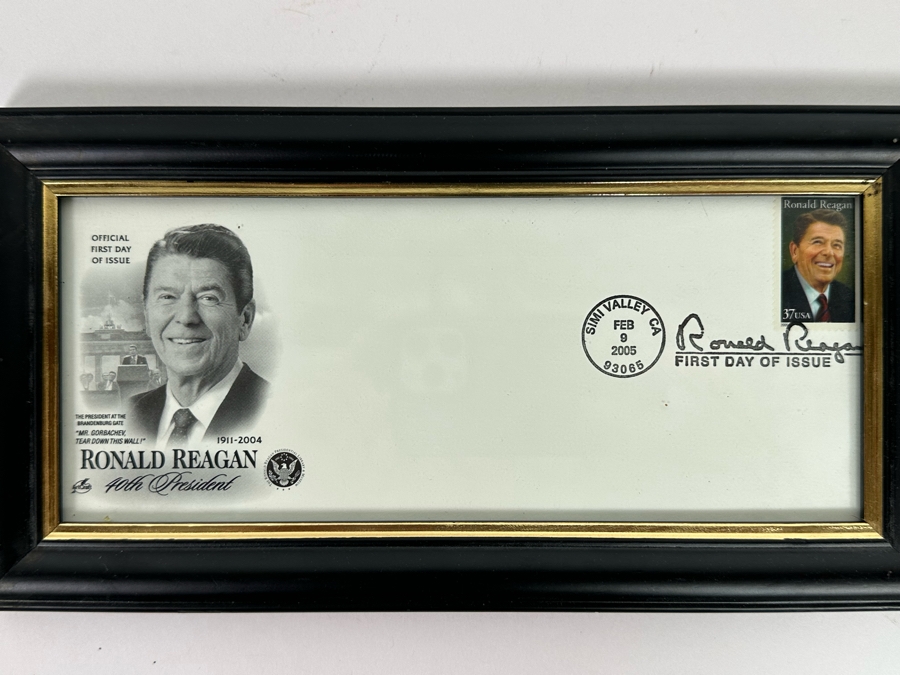 OFFICIAL
FIRST DAY
OF ISSUE
THE PRESIDENT AT THE
BRANDENBURG GATE
"MR. GORBACHEV,
TEAR DOWN THIS WALL!"
1911-2004
RONALD REAGAN
40th President
SIMI VALLEY CA
FEB
9
2005
93065
Ronald Reagan
37 USA
Ronald Reagan
FIRST DAY OF ISSUE